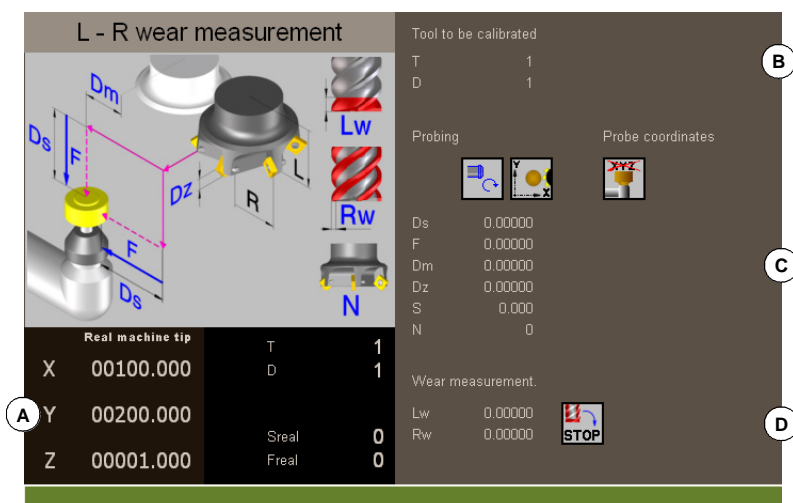 L - R wear measurement
Dm
Ds
F
Dz
L
R
F
Ds
Lw
Rw
N
Real machine tip
X 00100.000
Y 00200.000
Z 00001.000
A
T 1
D 1
Sreal 0
Freal 0
Tool to be calibrated
T 1
D 1
B
Probing
Probe coordinates
Y
X
XYZ
Ds 0.00000
F 0.00000
Dm 0.00000
Dz 0.00000
S 0.000
N 0
C
Wear measurement.
Lw 0.00000
Rw 0.00000
STOP
D